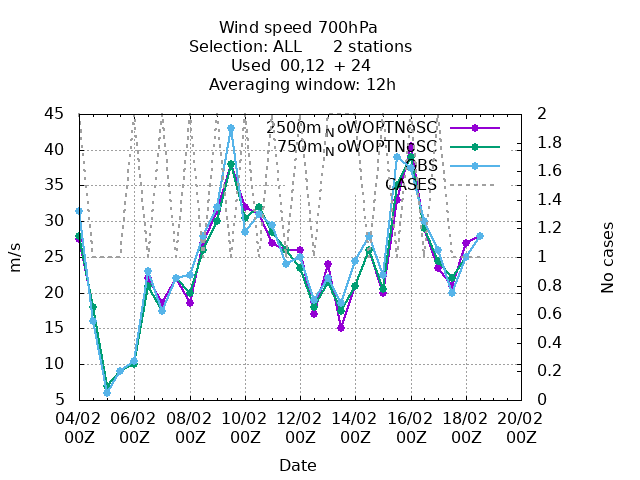 Wind speed 700hPa
Selection: ALL 2 stations
Used 00,12 + 24
Averaging window: 12h
45
40
35
30
25
20
15
10
5
2
1.8
1.6
1.4
1.2
1
0.8
0.6
0.4
0.2
0
2500m NoWOPTNoSC
750m NoWOPTNoSC
OBS
CASES
m/s
No cases
04/02 06/02 08/02 10/02 12/02 14/02 16/02 18/02 20/02
00Z 00Z 00Z 00Z 00Z 00Z 00Z 00Z 00Z
Date